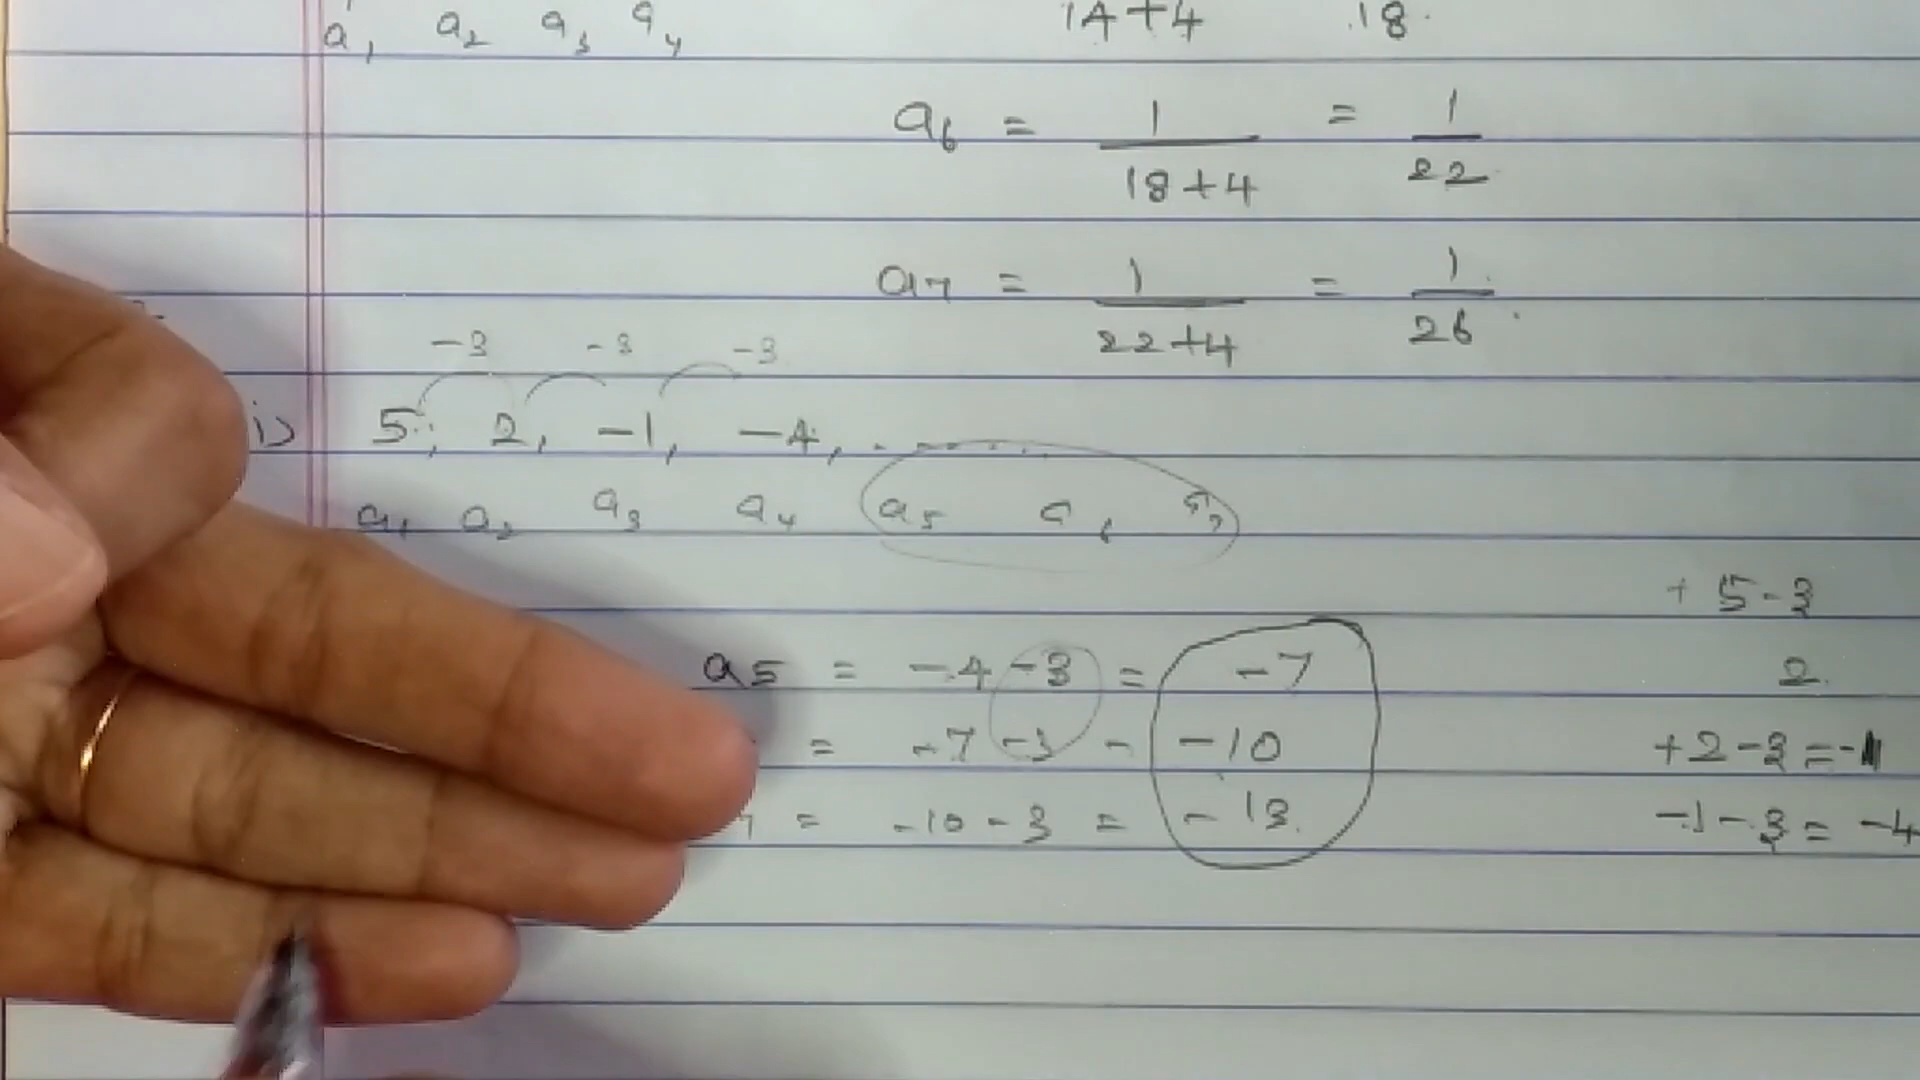 a1 a2 a3 a4 14+4 18
a6 = 1/(18+4) = 1/22
a7 = 1/(22+4) = 1/26
-3 -3 -3
i) 5, 2, -1, -4, ........
a1 a2 a3 a4 a5 a6 a7
+ 5-3
a5 = -4 -3 = -7 2
= -7 -3 = -10 +2-3=-1
7 = -10-3 = -13 -1-3=-4